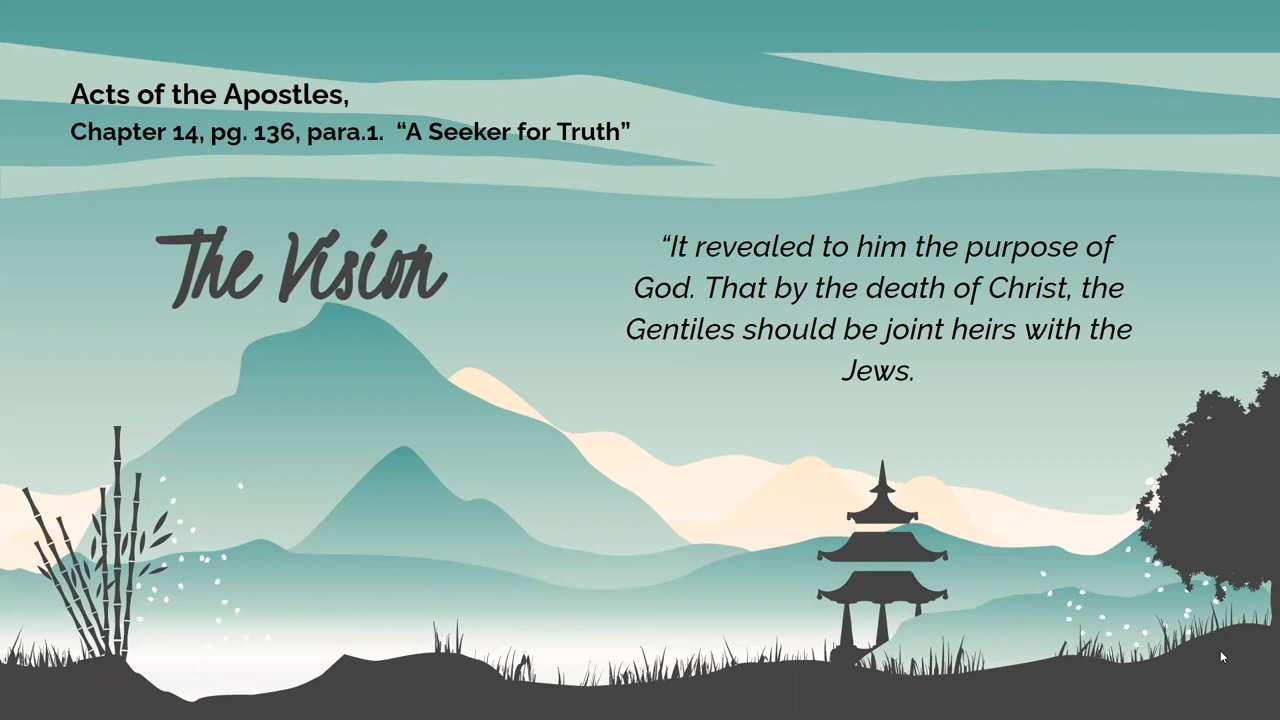 Acts of the Apostles,
Chapter 14, pg. 136, para.1.  “A Seeker for Truth”
The Vision
“It revealed to him the purpose of
God. That by the death of Christ, the
Gentiles should be joint heirs with the
Jews.